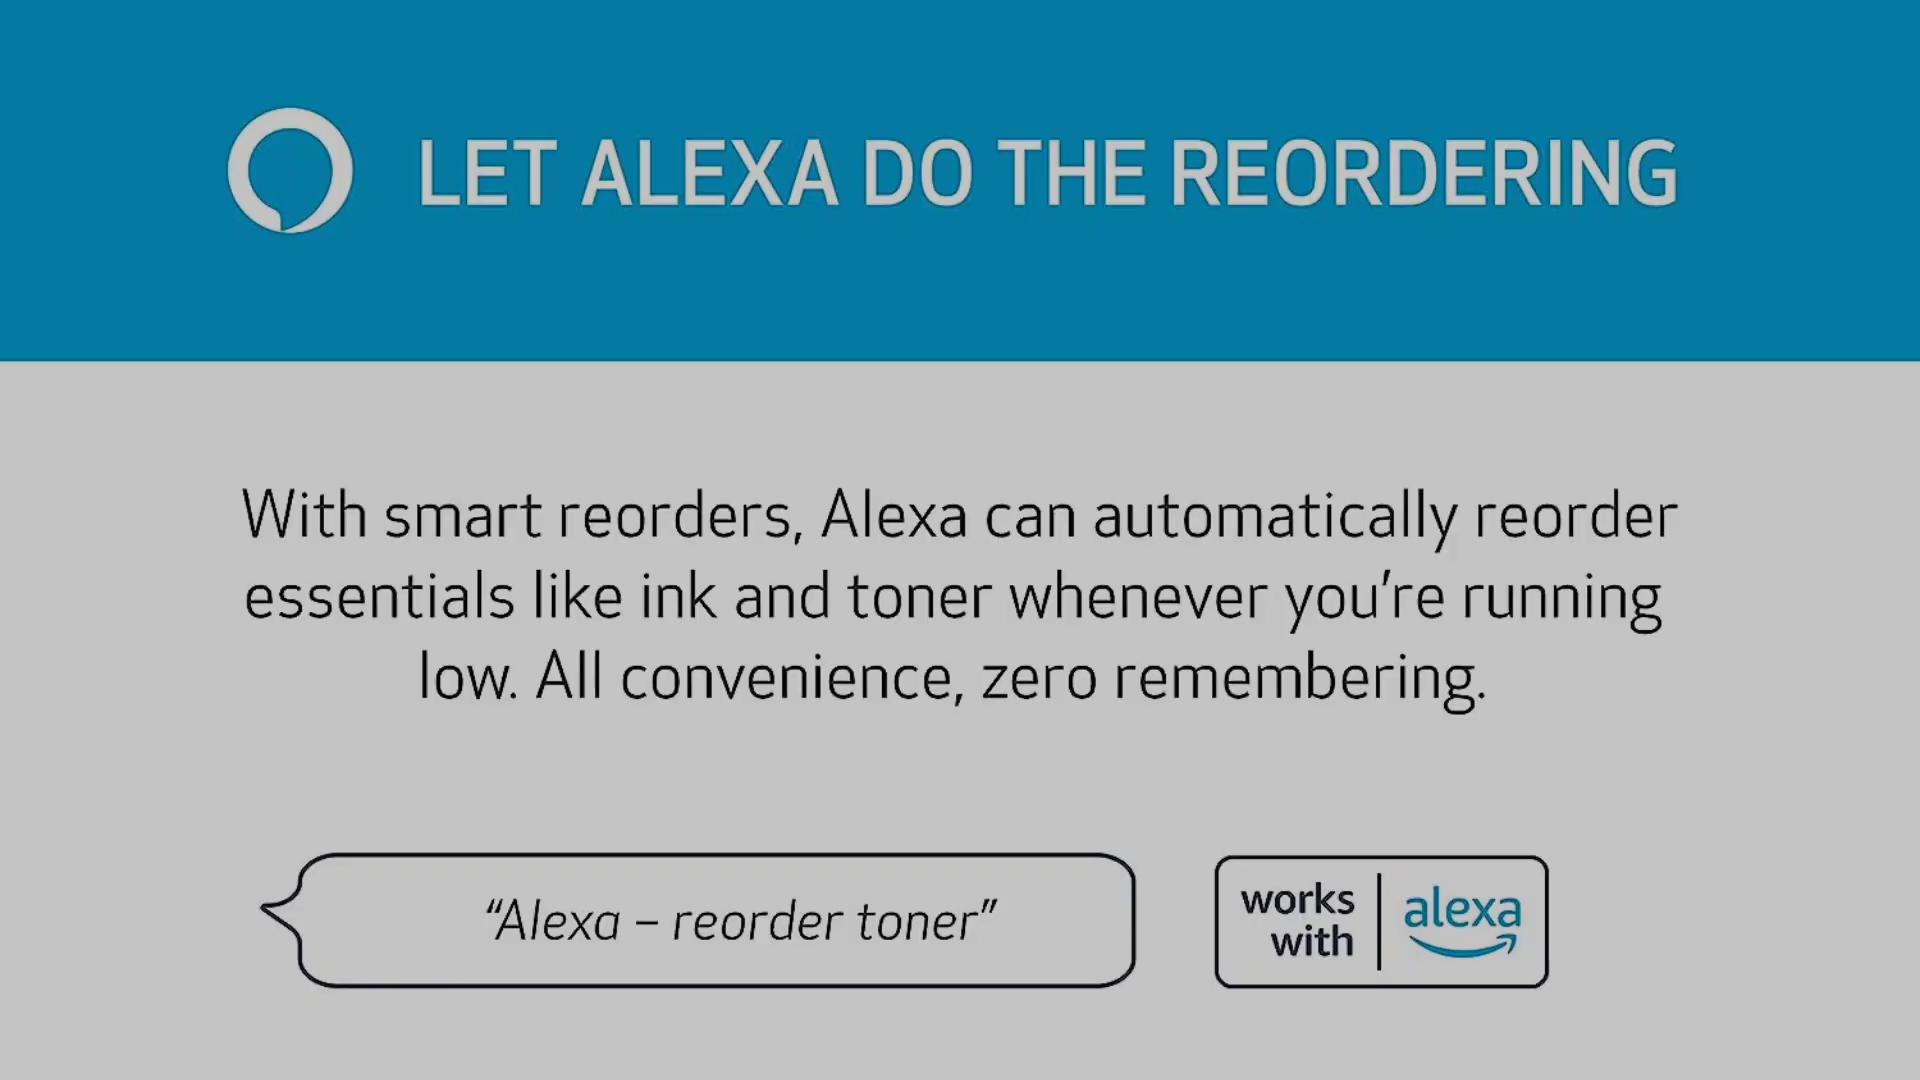 LET ALEXA DO THE REORDERING
With smart reorders, Alexa can automatically reorder
essentials like ink and toner whenever you’re running
low. All convenience, zero remembering.
“Alexa – reorder toner”
works
with
alexa